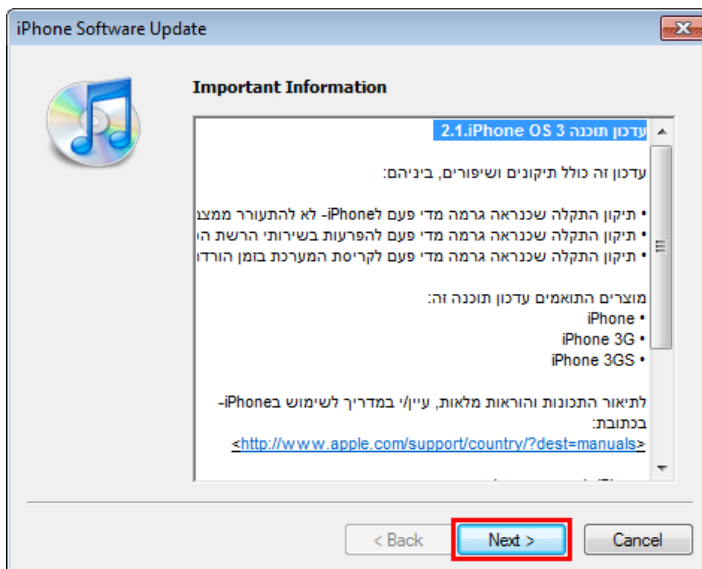 iPhone Software Update
Important Information
עדכון תוכנה 2.1.iPhone OS 3
עדכון זה כולל תיקונים ושיפורים, ביניהם:
• תיקון התקלה שכנראה גרמה מדי פעם לiPhone- לא להתעורר ממצב
• תיקון התקלה שכנראה גרמה מדי פעם להפרעות בשירותי הרשת
• תיקון התקלה שכנראה גרמה מדי פעם לקריסת המערכת בזמן
מוצרים התואמים עדכון תוכנה זה:
• iPhone
• iPhone 3G
• iPhone 3GS
לתיאור התכונות והוראות מלאות, עיין/י במדריך לשימוש בiPhone-
בכתובת:
<http://www.apple.com/support/country/?dest=manuals>
< Back
Next >
Cancel